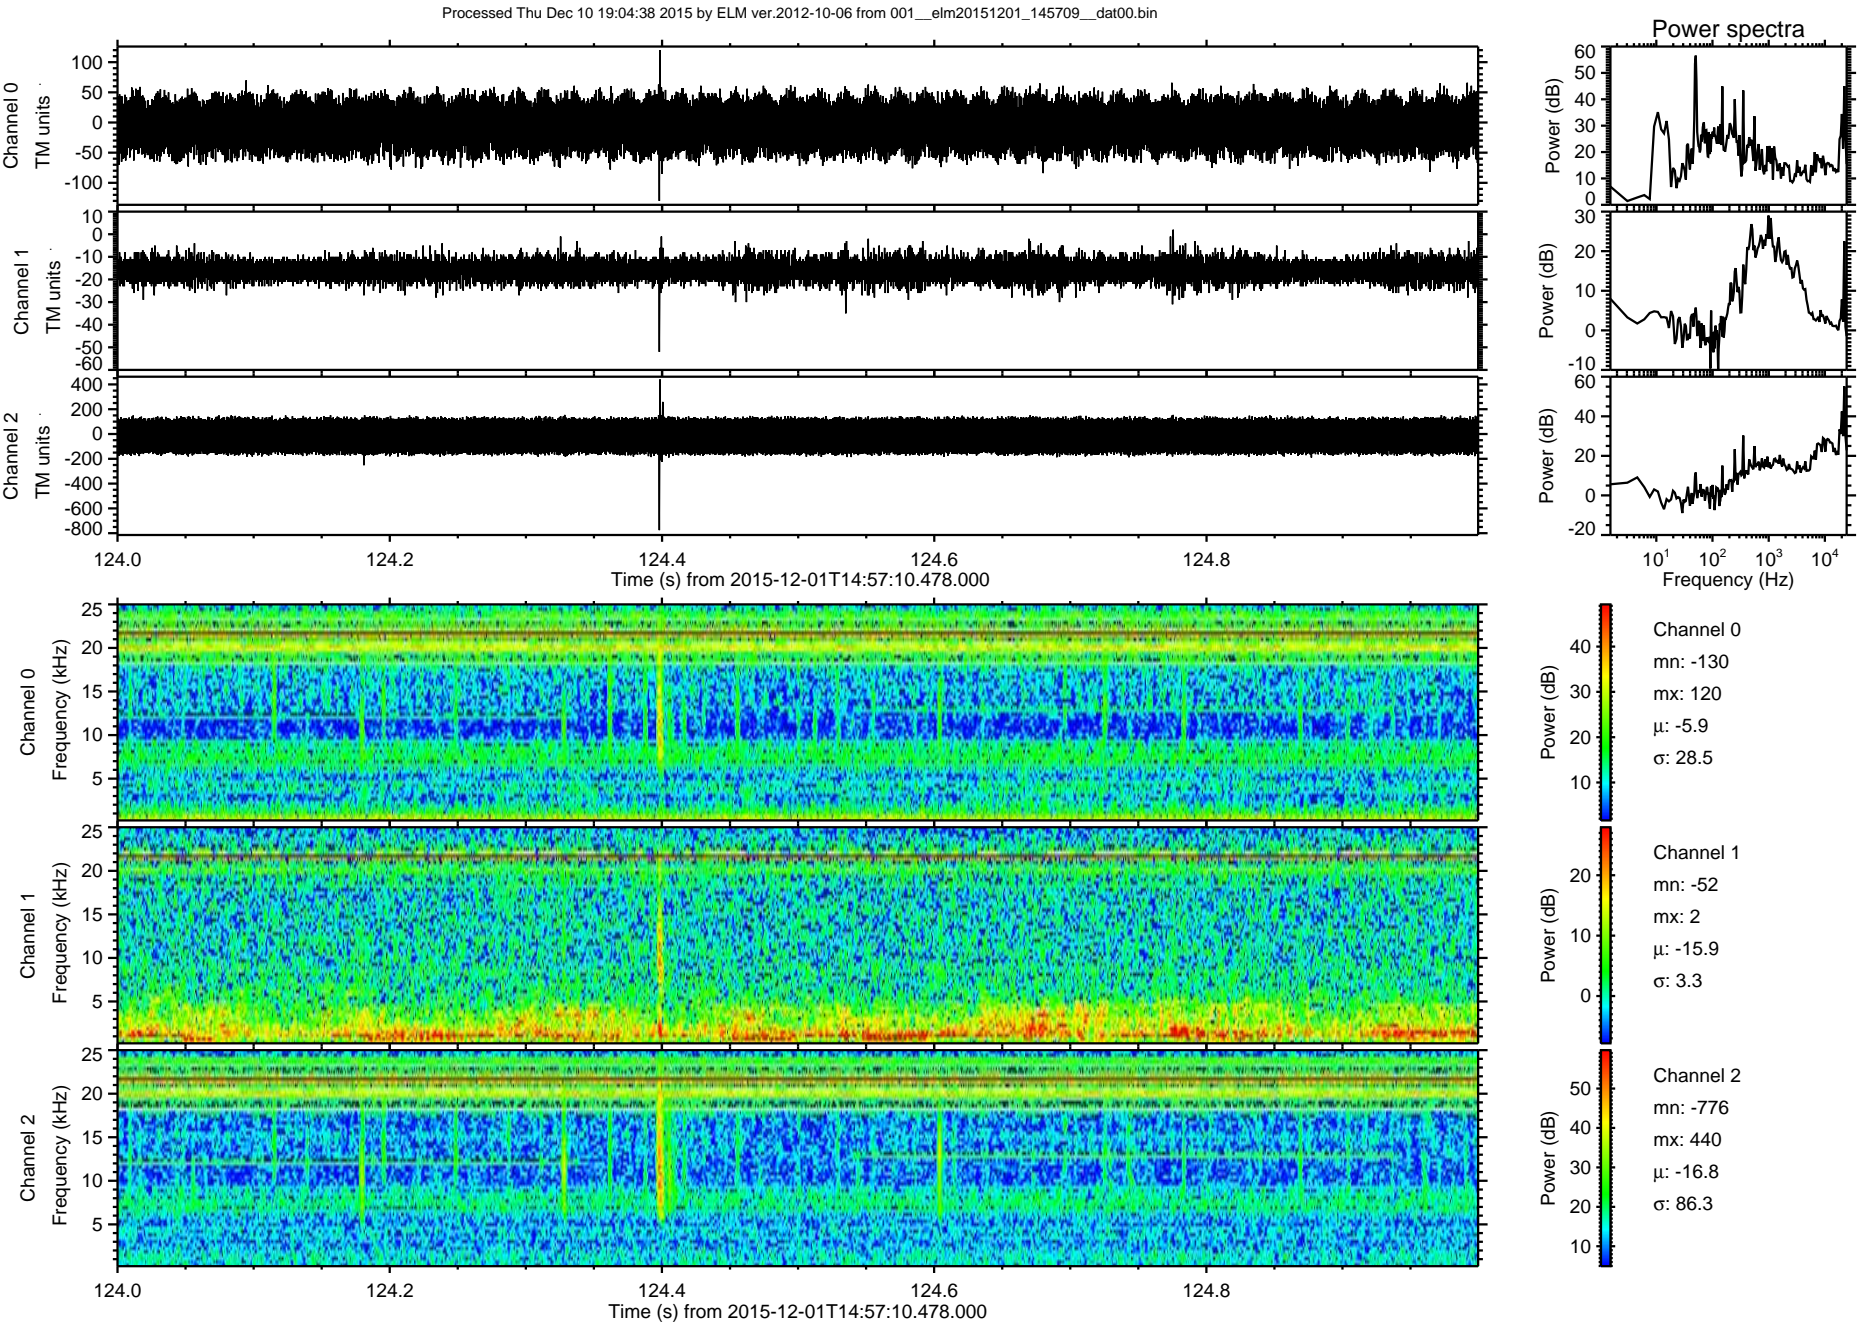 Processed Thu Dec 10 19:04:38 2015 by ELM ver.2012-10-06 from 001__elm20151201_145709__dat00.bin
Power spectra
Channel 0
TM units
100
50
0
-50
-100
Power (dB)
60
50
40
30
20
10
0
Channel 1
TM units
10
0
-10
-20
-30
-40
-50
-60
Power (dB)
30
20
10
0
-10
Channel 2
TM units
400
200
0
-200
-400
-600
-800
Power (dB)
60
40
20
0
-20
124.0 124.2 124.4 124.6 124.8
Time (s) from 2015-12-01T14:57:10.478.000
10¹ 10² 10³ 10⁴
Frequency (Hz)
Channel 0
Frequency (kHz)
25
20
15
10
5
Power (dB)
40
30
20
10
Channel 0
mn: -130
mx: 120
μ: -5.9
σ: 28.5
Channel 1
Frequency (kHz)
25
20
15
10
5
Power (dB)
20
10
0
Channel 1
mn: -52
mx: 2
μ: -15.9
σ: 3.3
Channel 2
Frequency (kHz)
25
20
15
10
5
Power (dB)
50
40
30
20
10
Channel 2
mn: -776
mx: 440
μ: -16.8
σ: 86.3
124.0 124.2 124.4 124.6 124.8
Time (s) from 2015-12-01T14:57:10.478.000